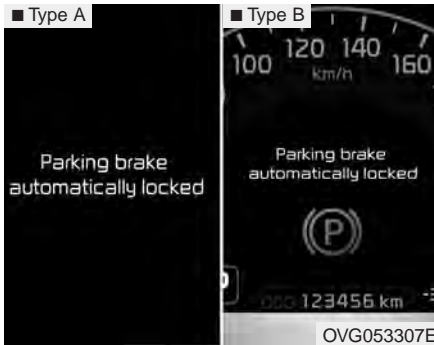 ■ Type A
Parking brake
automatically locked
■ Type B
100 120 140 160
km/h
Parking brake
automatically locked
P
123456 km
OVG053307E